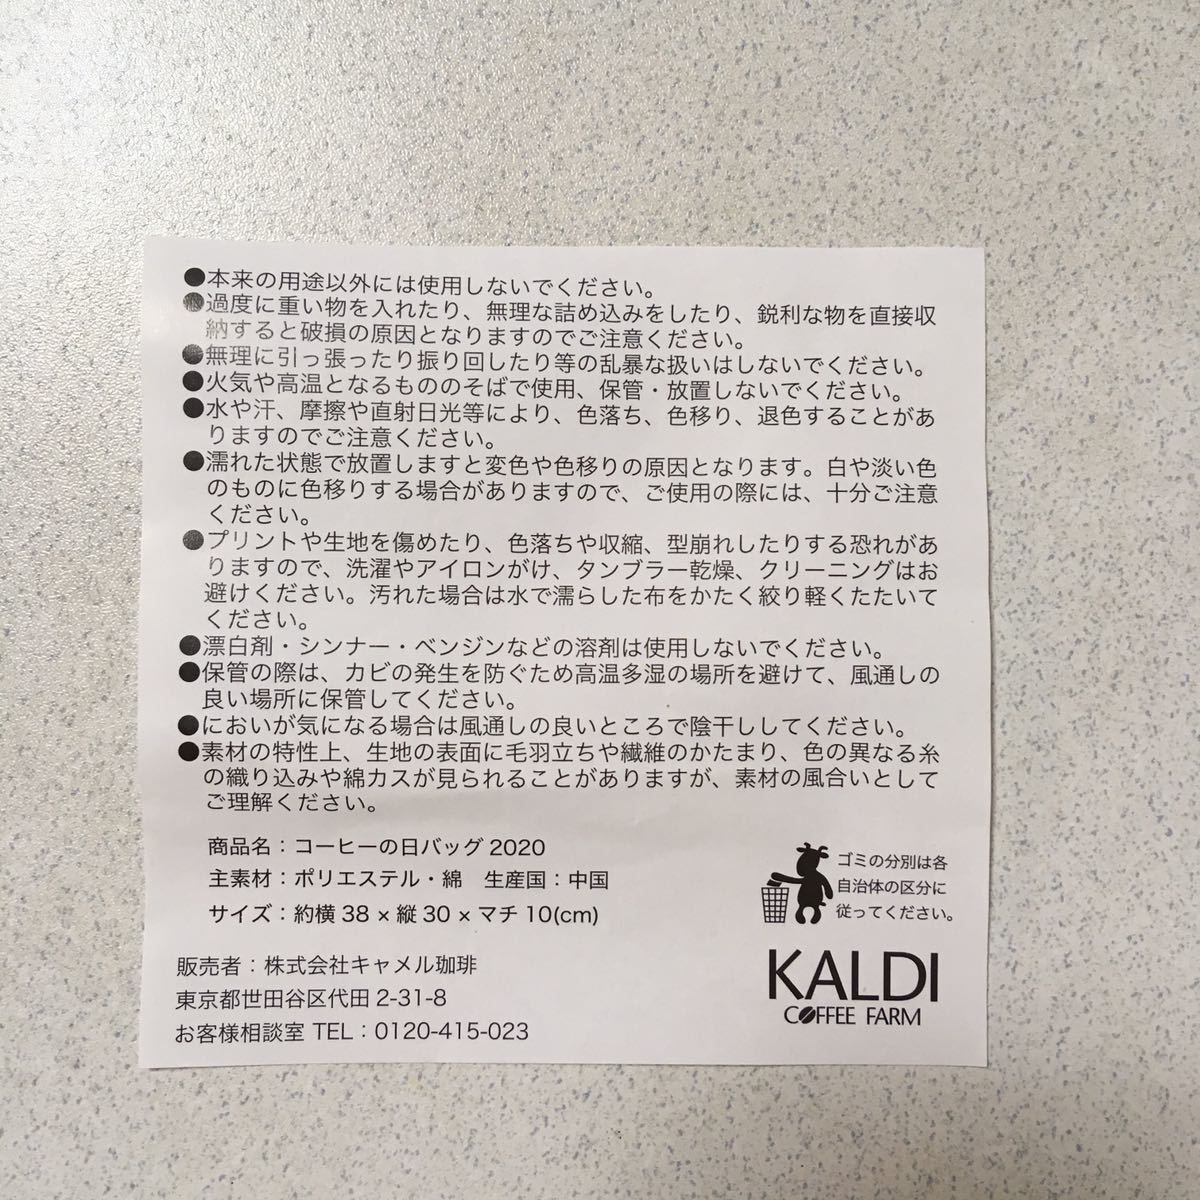 ●本来の用途以外には使用しないでください。
●過度に重い物を入れたり、無理な詰め込みをしたり、鋭利な物を直接収
納すると破損の原因となりますのでご注意ください。
●無理に引っ張ったり振り回したり等の乱暴な扱いはしないでください。
●火気や高温となるもののそばで使用、保管・放置しないでください。
●水や汗、摩擦や直射日光等により、色落ち、色移り、退色することがあ
りますのでご注意ください。
●濡れた状態で放置しますと変色や色移りの原因となります。白や淡い色
のものに色移りする場合がありますので、ご使用の際には、十分ご注意
ください。
●プリントや生地を傷めたり、色落ちや収縮、型崩れしたりする恐れがあ
りますので、洗濯やアイロンがけ、タンブラー乾燥、クリーニングはお
避けください。汚れた場合は水で濡らした布をかたく絞り軽くたたいて
ください。
●漂白剤・シンナー・ベンジンなどの溶剤は使用しないでください。
●保管の際は、カビの発生を防ぐため高温多湿の場所を避けて、風通しの
良い場所に保管してください。
●においが気になる場合は風通しの良いところで陰干ししてください。
●素材の特性上、生地の表面に毛羽立ちや繊維のかたまり、色の異なる糸
の織り込みや綿カスが見られることがありますが、素材の風合いとして
ご理解ください。
商品名：コーヒーの日バッグ2020
主素材：ポリエステル・綿　生産国：中国
サイズ：約横38×縦30×マチ10(cm)
ゴミの分別は各
自治体の区分に
従ってください。
販売者：株式会社キャメル珈琲
東京都世田谷区代田2-31-8
お客様相談室 TEL：0120-415-023
KALDI
COFFEE FARM